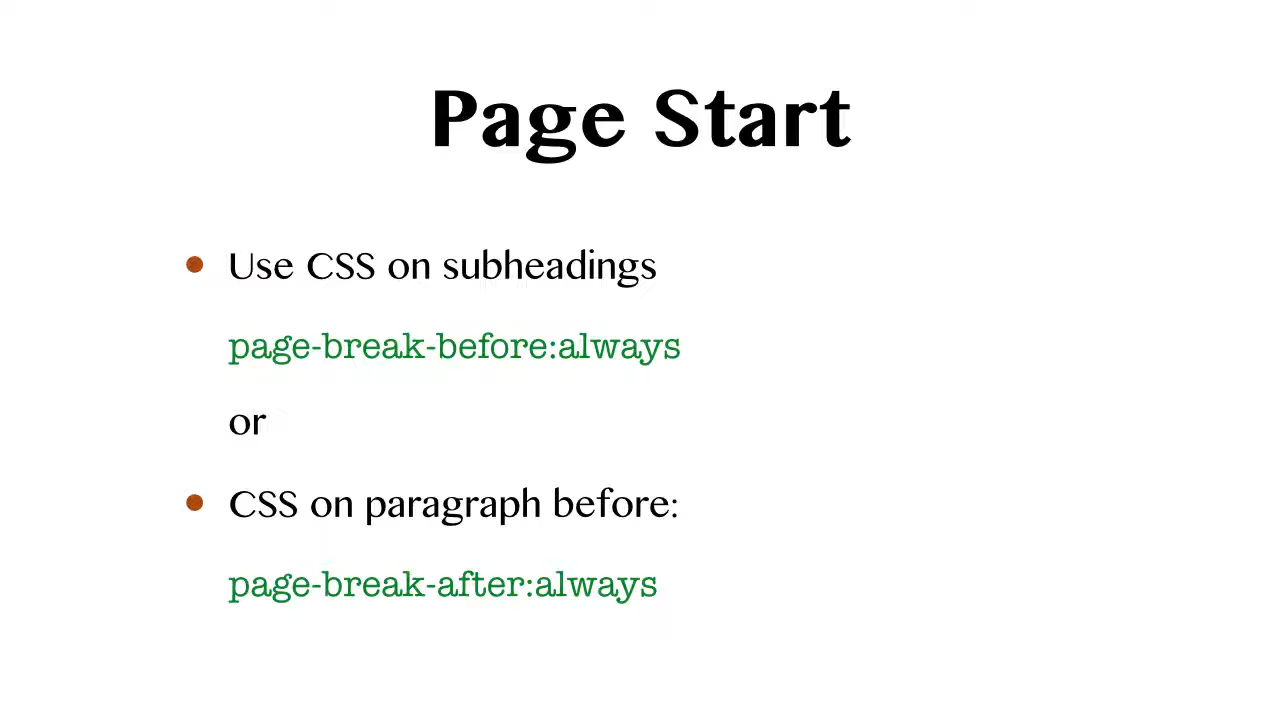 Page Start
• Use CSS on subheadings
page-break-before:always
or
• CSS on paragraph before:
page-break-after:always